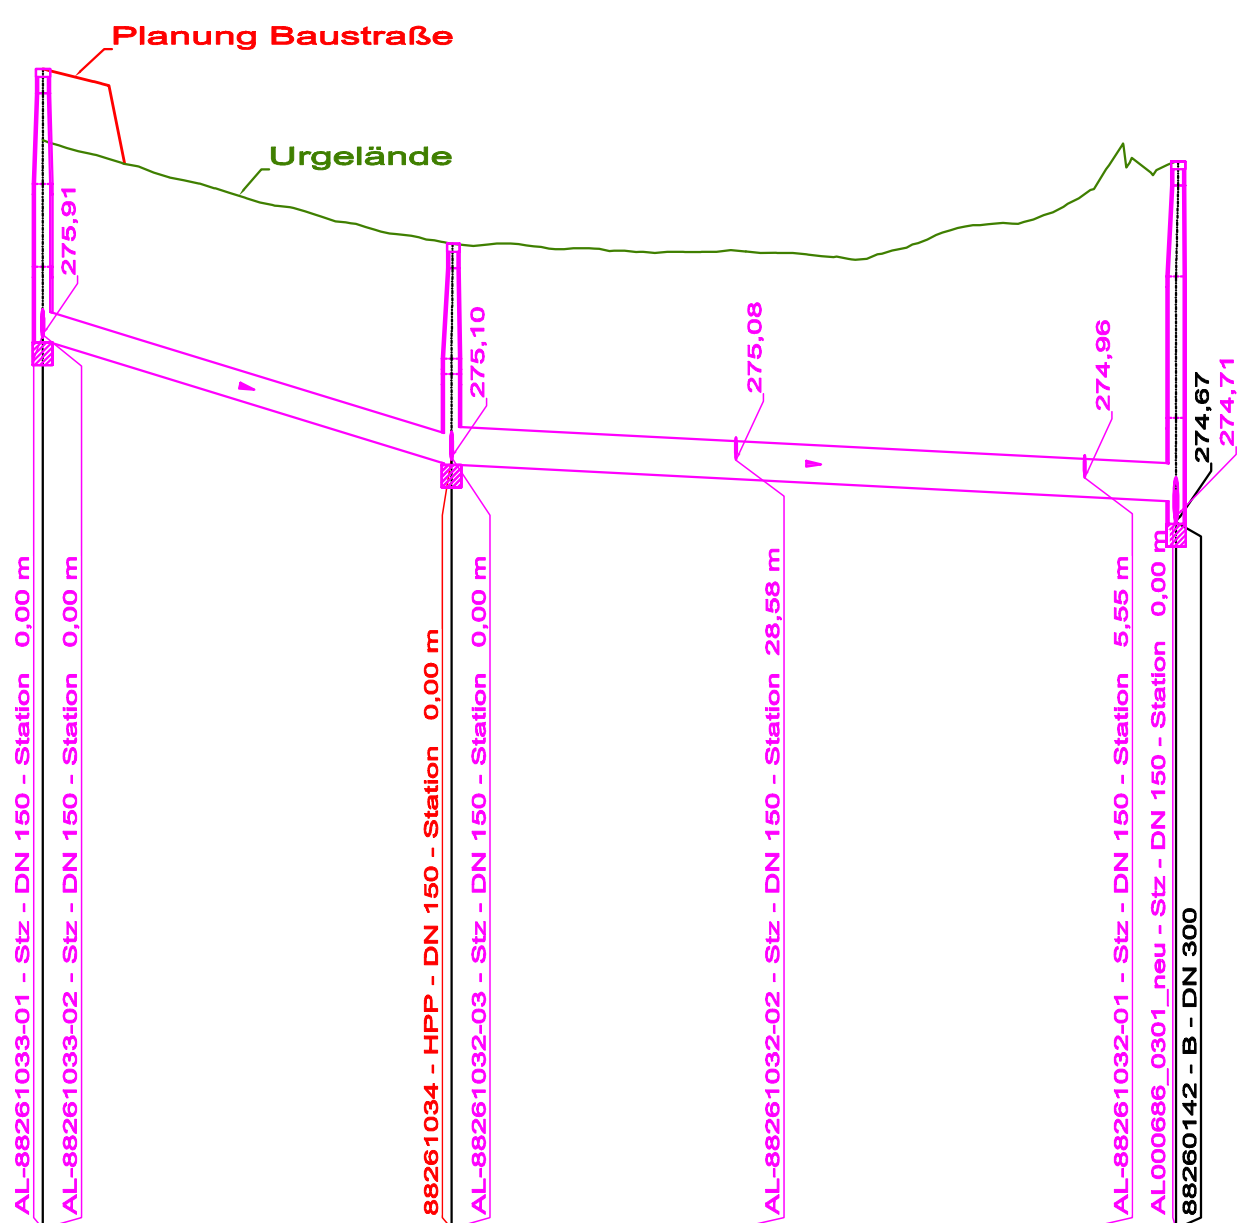 Planung Baustraße
Urgelände
275,91
275,10
275,08
274,96
274,67
274,71
AL-88261033-01 - Stz - DN 150 - Station 0,00 m
AL-88261033-02 - Stz - DN 150 - Station 0,00 m
88261034 - HPP - DN 150 - Station 0,00 m
AL-88261032-03 - Stz - DN 150 - Station 0,00 m
AL-88261032-02 - Stz - DN 150 - Station 28,58 m
AL-88261032-01 - Stz - DN 150 - Station 5,55 m
AL000686_0301_neu - Stz - DN 150 - Station 0,00 m
88260142 - B - DN 300